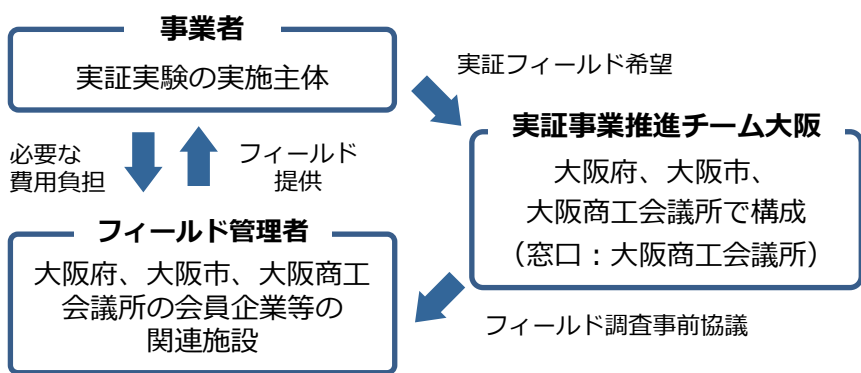 事業者
実証実験の実施主体
実証フィールド希望
必要な
費用負担
フィールド
提供
実証事業推進チーム大阪
大阪府、大阪市、
大阪商工会議所で構成
（窓口：大阪商工会議所）
フィールド管理者
大阪府、大阪市、大阪商工
会議所の会員企業等の
関連施設
フィールド調査事前協議